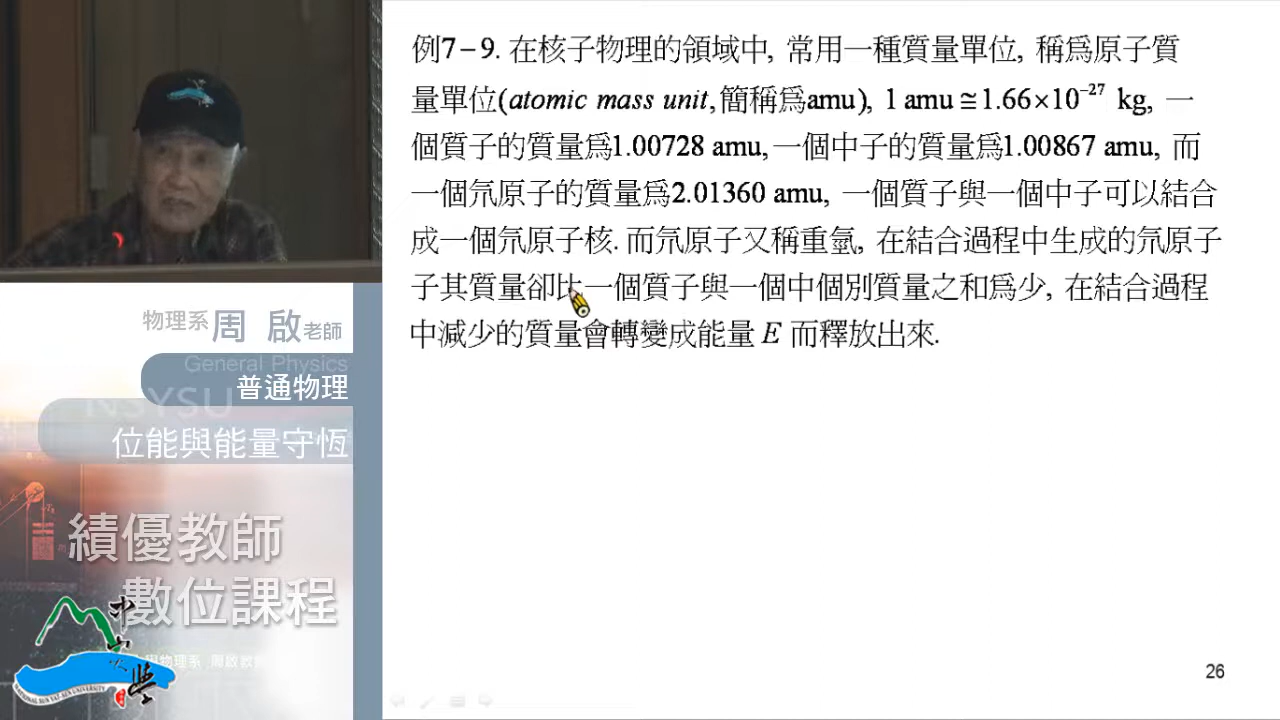 例7－9. 在核子物理的領域中, 常用一種質量單位, 稱爲原子質
量單位(atomic mass unit,簡稱爲amu), 1 amu≅1.66×10⁻²⁷ kg, 一
個質子的質量爲1.00728 amu,一個中子的質量爲1.00867 amu, 而
一個氘原子的質量爲2.01360 amu, 一個質子與一個中子可以結合
成一個氘原子核. 而氘原子又稱重氫, 在結合過程中生成的氘原子
子其質量卻比一個質子與一個中個別質量之和爲少, 在結合過程
中減少的質量會轉變成能量 E 而釋放出來.
物理系周 啟老師
General Physics
普通物理
NSYSU
位能與能量守恆
績優教師
數位課程
26